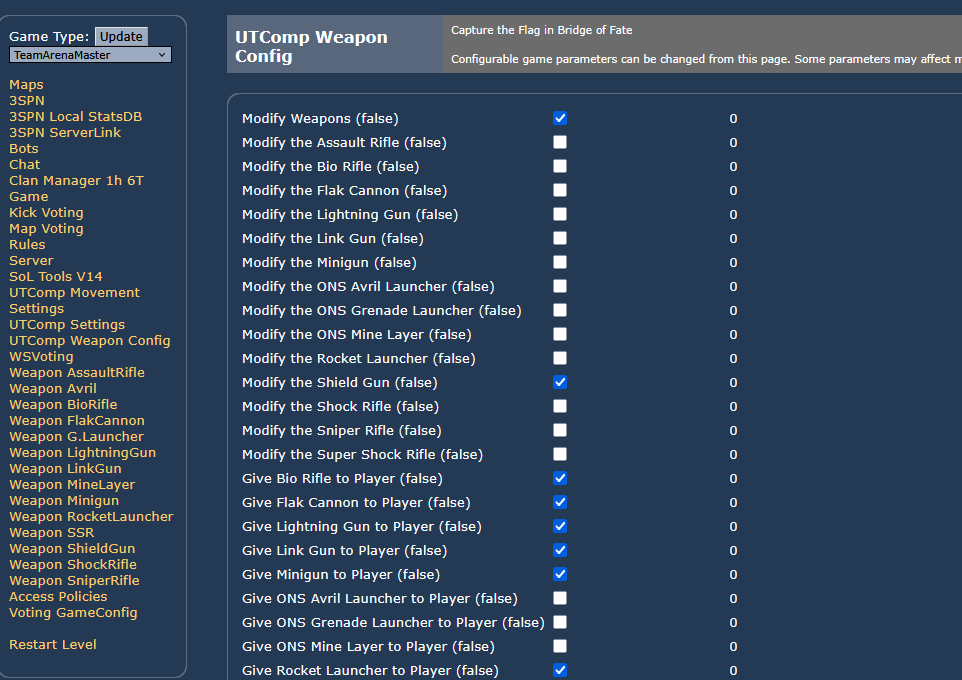 Game Type: Update
TeamArenaMaster
Maps
3SPN
3SPN Local StatsDB
3SPN ServerLink
Bots
Chat
Clan Manager 1h 6T
Game
Kick Voting
Map Voting
Rules
Server
SoL Tools V14
UTComp Movement
Settings
UTComp Settings
UTComp Weapon Config
WSVoting
Weapon AssaultRifle
Weapon Avril
Weapon BioRifle
Weapon FlakCannon
Weapon G.Launcher
Weapon LightningGun
Weapon LinkGun
Weapon MineLayer
Weapon Minigun
Weapon RocketLauncher
Weapon SSR
Weapon ShieldGun
Weapon ShockRifle
Weapon SniperRifle
Access Policies
Voting GameConfig
Restart Level
UTComp Weapon
Config
Capture the Flag in Bridge of Fate
Configurable game parameters can be changed from this page. Some parameters may affect m
Modify Weapons (false) 0
Modify the Assault Rifle (false) 0
Modify the Bio Rifle (false) 0
Modify the Flak Cannon (false) 0
Modify the Lightning Gun (false) 0
Modify the Link Gun (false) 0
Modify the Minigun (false) 0
Modify the ONS Avril Launcher (false) 0
Modify the ONS Grenade Launcher (false) 0
Modify the ONS Mine Layer (false) 0
Modify the Rocket Launcher (false) 0
Modify the Shield Gun (false) 0
Modify the Shock Rifle (false) 0
Modify the Sniper Rifle (false) 0
Modify the Super Shock Rifle (false) 0
Give Bio Rifle to Player (false) 0
Give Flak Cannon to Player (false) 0
Give Lightning Gun to Player (false) 0
Give Link Gun to Player (false) 0
Give Minigun to Player (false) 0
Give ONS Avril Launcher to Player (false) 0
Give ONS Grenade Launcher to Player (false) 0
Give ONS Mine Layer to Player (false) 0
Give Rocket Launcher to Player (false) 0